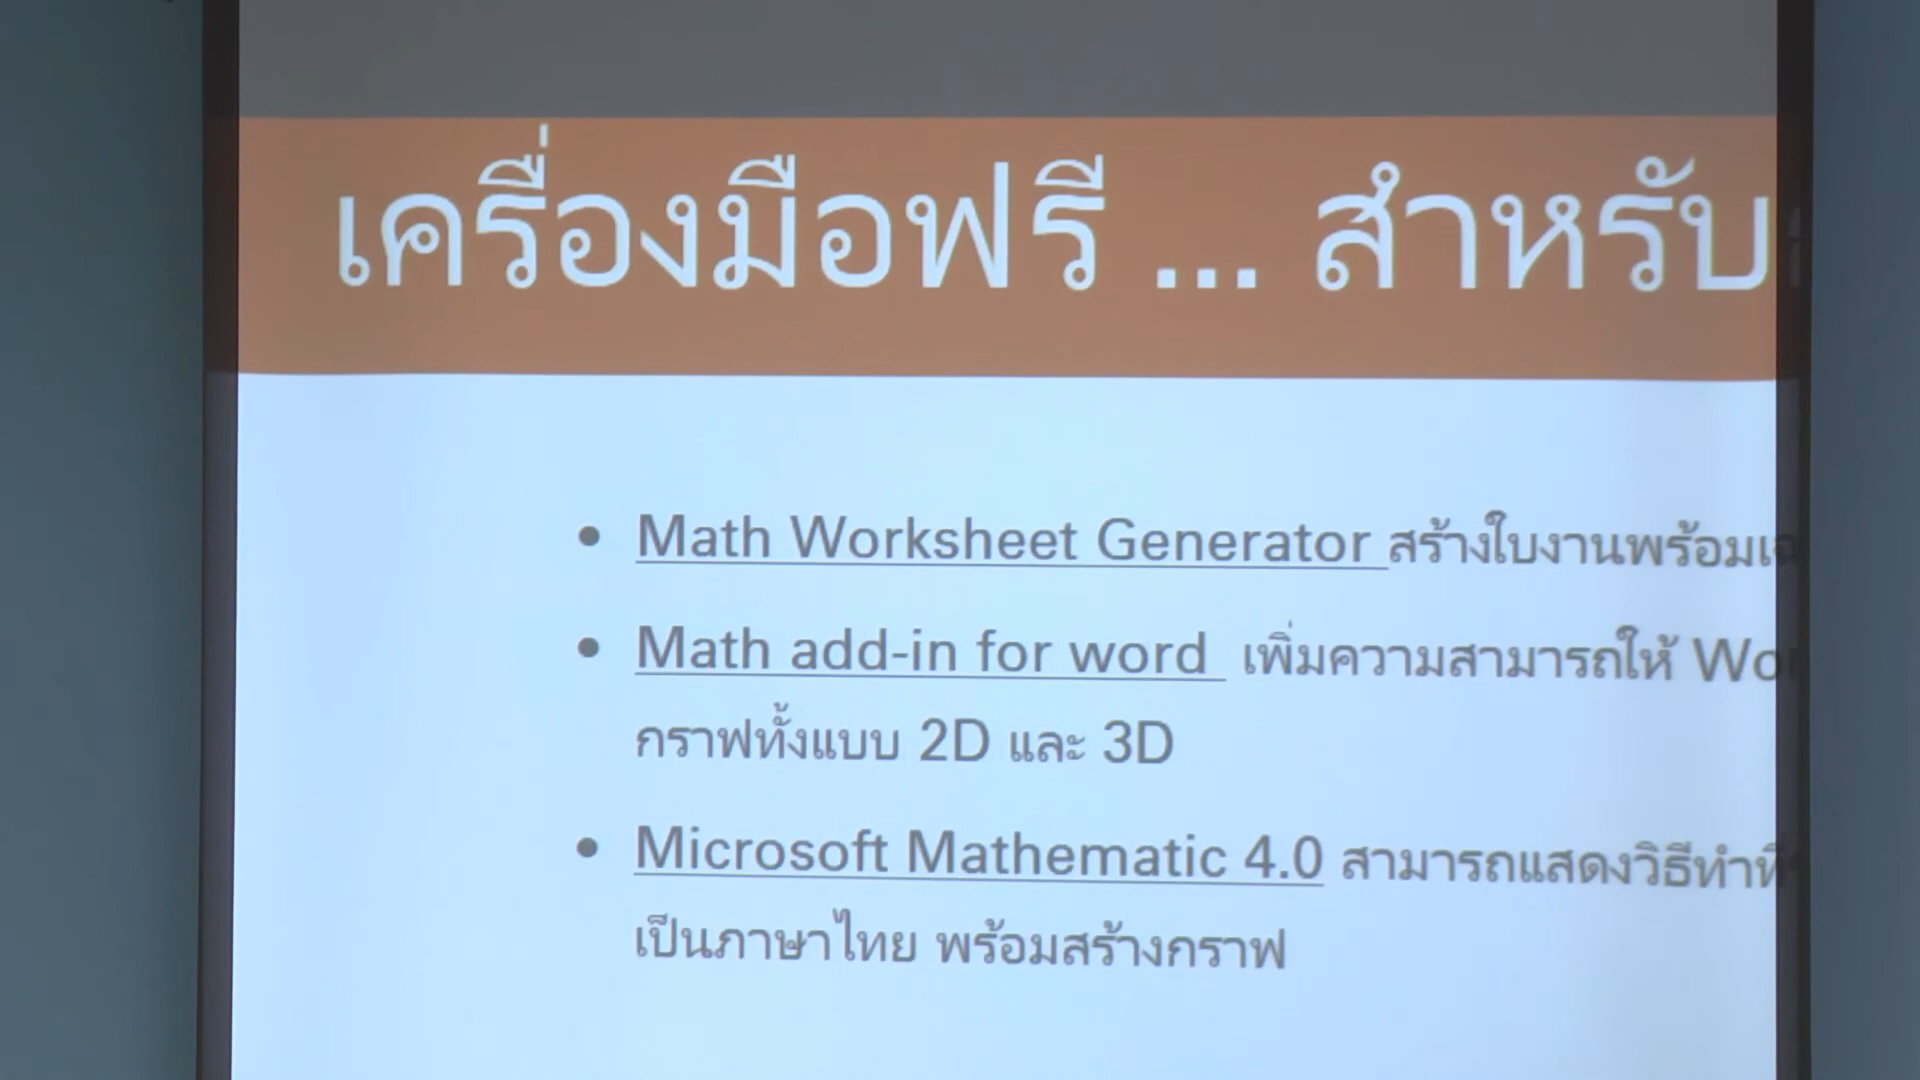 เครื่องมือฟรี ... สำหรับ
• Math Worksheet Generator สร้างใบงานพร้อม
• Math add-in for word เพิ่มความสามารถให้
กราฟทั้งแบบ 2D และ 3D
• Microsoft Mathematic 4.0 สามารถแสดงวิธีทำ
เป็นภาษาไทย พร้อมสร้างกราฟ